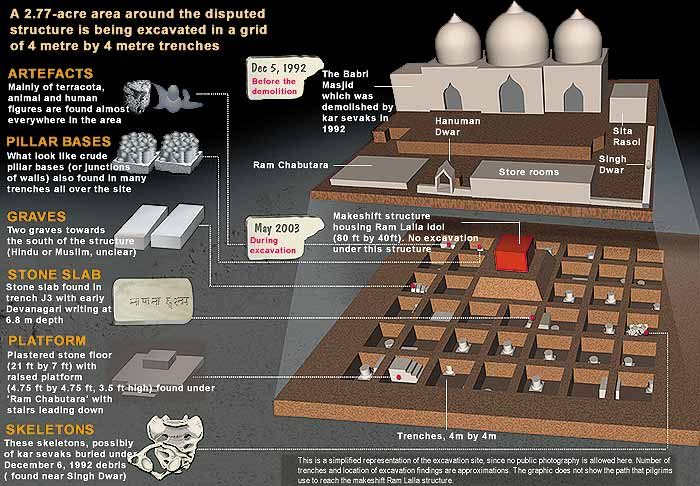 A 2.77-acre area around the disputed
structure is being excavated in a grid
of 4 metre by 4 metre trenches
ARTEFACTS
Mainly of terracota,
animal and human
figures are found almost
everywhere in the area
PILLAR BASES
What look like crude
pillar bases (or junctions
of walls) also found in many
trenches all over the site
GRAVES
Two graves towards
the south of the structure
(Hindu or Muslim, unclear)
STONE SLAB
Stone slab found in
trench J3 with early
Devanagari writing at
6.8 m depth
PLATFORM
Plastered stone floor
(21 ft by 7 ft) with
raised platform
(4.75 ft by 4.75 ft, 3.5 ft high) found under
'Ram Chabutara' with
stairs leading down
SKELETONS
These skeletons, possibly
of kar sevaks buried under
December 6, 1992 debris
( found near Singh Dwar)
Dec 5, 1992
Before the
demolition
The Babri
Masjid
which was
demolished by
kar sevaks in
1992
Hanuman
Dwar
Ram Chabutara
Store rooms
Sita
Rasoi
Singh
Dwar
May 2003
During
excavation
Makeshift structure
housing Ram Lalla idol
(80 ft by 40ft). No excavation
under this structure
Trenches, 4m by 4m
This is a simplified representation of the excavation site, since no public photography is allowed here. Number of
trenches and location of excavation findings are approximations. The graphic does not show the path that pilgrims
use to reach the makeshift Ram Lalla structure.